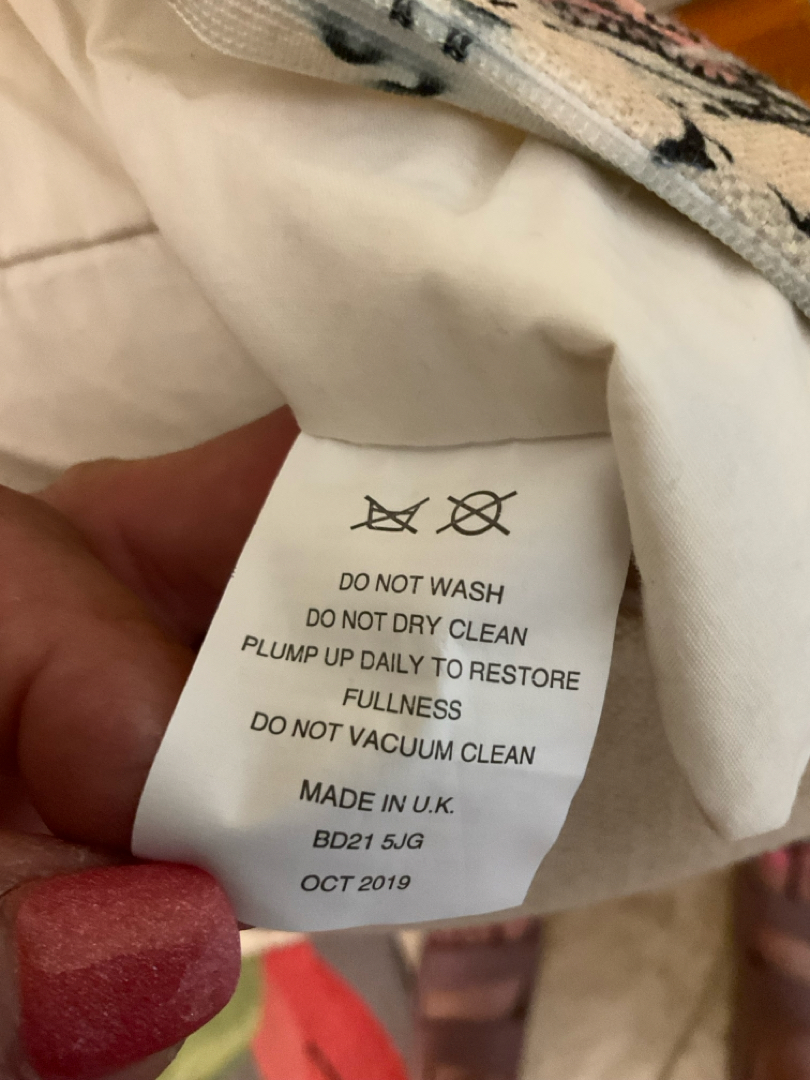 DO NOT WASH
DO NOT DRY CLEAN
PLUMP UP DAILY TO RESTORE
FULLNESS
DO NOT VACUUM CLEAN
MADE IN U.K.
BD21 5JG
OCT 2019